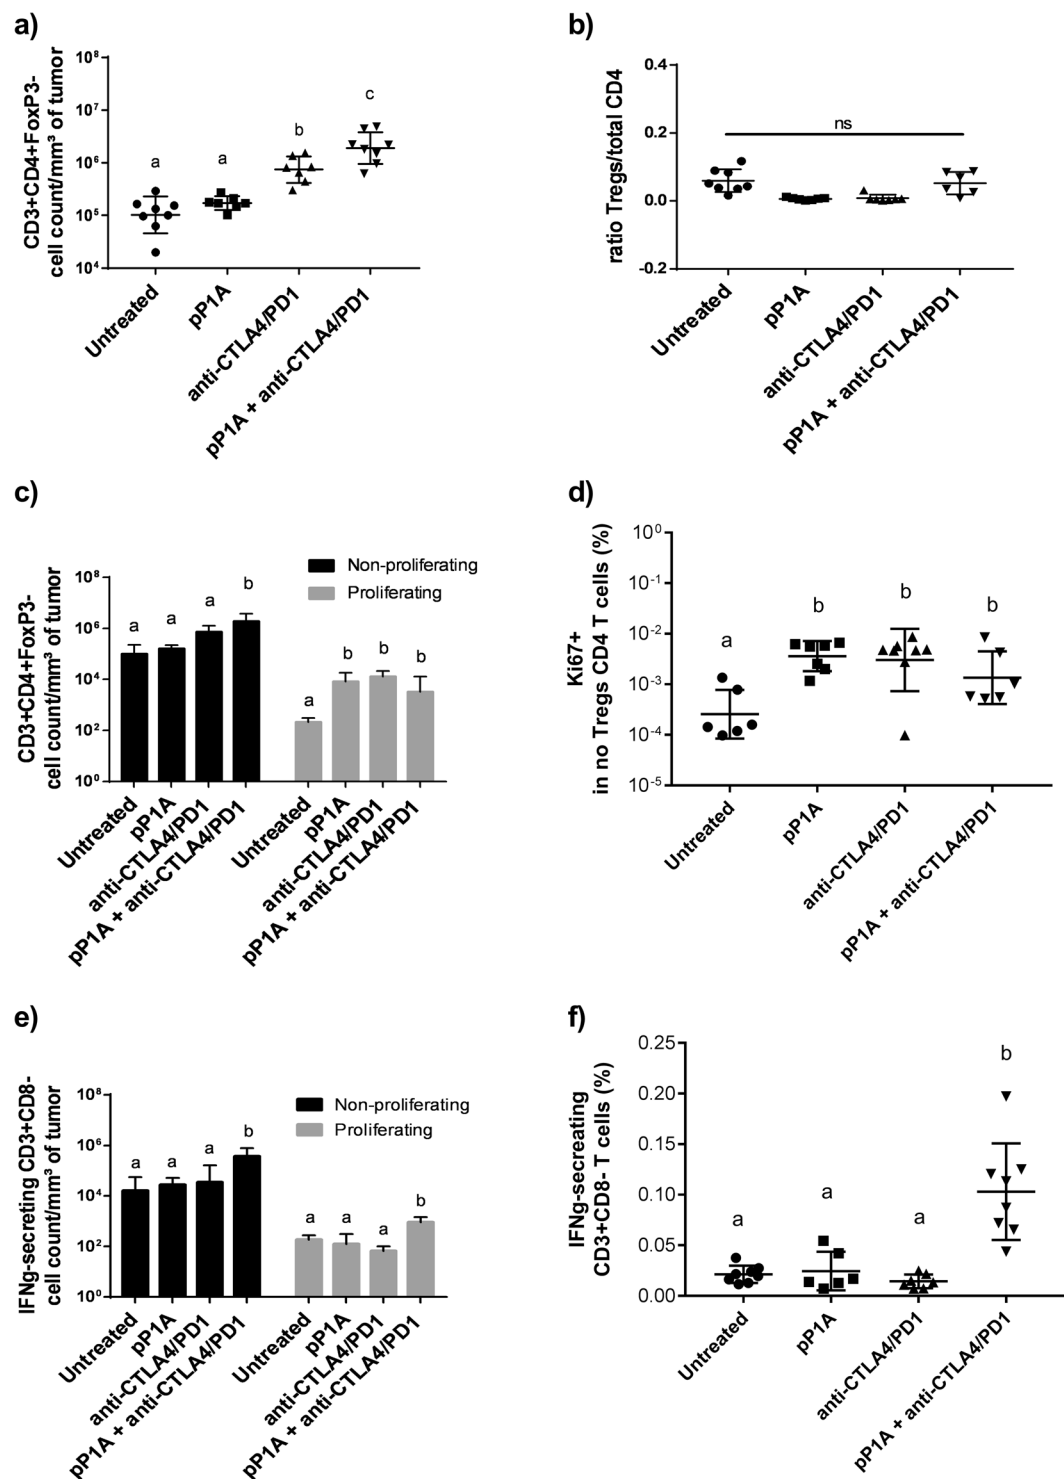 a)
CD3+CD4+FoxP3-
cell count/mm³ of tumor
10⁸
10⁷
10⁶
10⁵
10⁴
a
a
b
c
Untreated
pP1A
anti-CTLA4/PD1
pP1A + anti-CTLA4/PD1
b)
ratio Tregs/total CD4
0.4
0.2
0.0
-0.2
ns
Untreated
pP1A
anti-CTLA4/PD1
pP1A + anti-CTLA4/PD1
c)
CD3+CD4+FoxP3-
cell count/mm³ of tumor
10⁸
10⁶
10⁴
10²
10⁰
Non-proliferating
Proliferating
a
a
a
b
a
b
b
b
Untreated
pP1A
anti-CTLA4/PD1
pP1A + anti-CTLA4/PD1
Untreated
pP1A
anti-CTLA4/PD1
pP1A + anti-CTLA4/PD1
d)
Ki67+
in no Tregs CD4 T cells (%)
10⁰
10⁻¹
10⁻²
10⁻³
10⁻⁴
10⁻⁵
a
b
b
b
Untreated
pP1A
anti-CTLA4/PD1
pP1A + anti-CTLA4/PD1
e)
IFNg-secreting CD3+CD8-
cell count/mm³ of tumor
10⁸
10⁶
10⁴
10²
10⁰
Non-proliferating
Proliferating
a
a
a
b
a
a
a
b
Untreated
pP1A
anti-CTLA4/PD1
pP1A + anti-CTLA4/PD1
Untreated
pP1A
anti-CTLA4/PD1
pP1A + anti-CTLA4/PD1
f)
IFNg-secreating
CD3+CD8- T cells (%)
0.25
0.20
0.15
0.10
0.05
0.00
a
a
a
b
Untreated
pP1A
anti-CTLA4/PD1
pP1A + anti-CTLA4/PD1